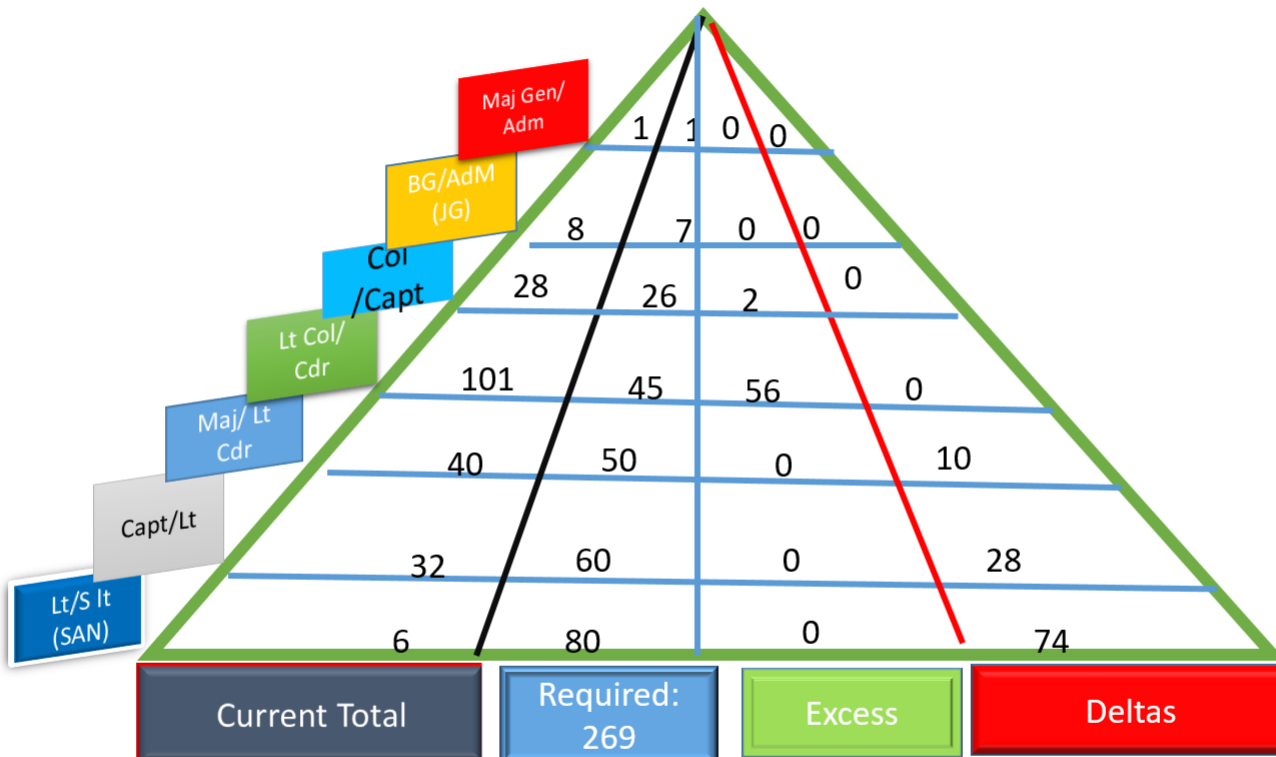 Maj Gen/
Adm
1 1 0 0
BG/AdM
(JG)
8 7 0 0
Col
/Capt
28 26 2 0
Lt Col/
Cdr
101 45 56 0
Maj/ Lt
Cdr
40 50 0 10
Capt/Lt
32 60 0 28
Lt/S lt
(SAN)
6 80 0 74
Current Total
Required:
269
Excess
Deltas